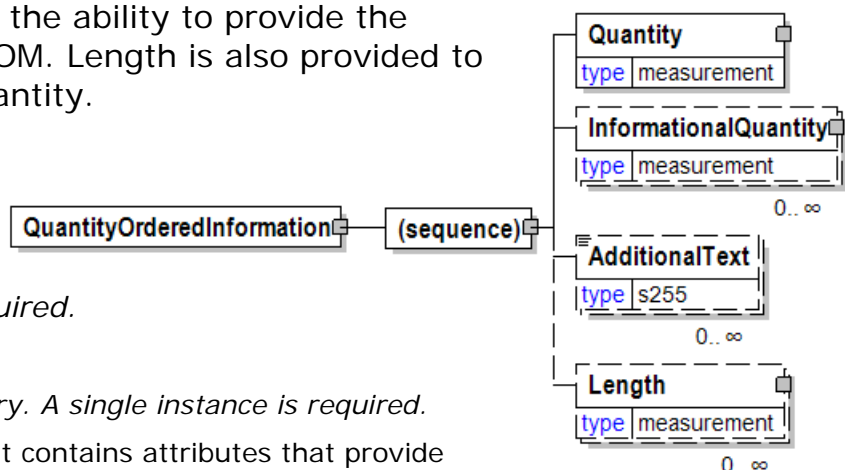 the ability to provide the
OM. Length is also provided to
antity.
Quantity
type measurement
InformationalQuantity
type measurement
0.. ∞
QuantityOrderedInformation
(sequence)
AdditionalText
type s255
0.. ∞
uired.
Length
type measurement
0.. ∞
ry. A single instance is required.
t contains attributes that provide